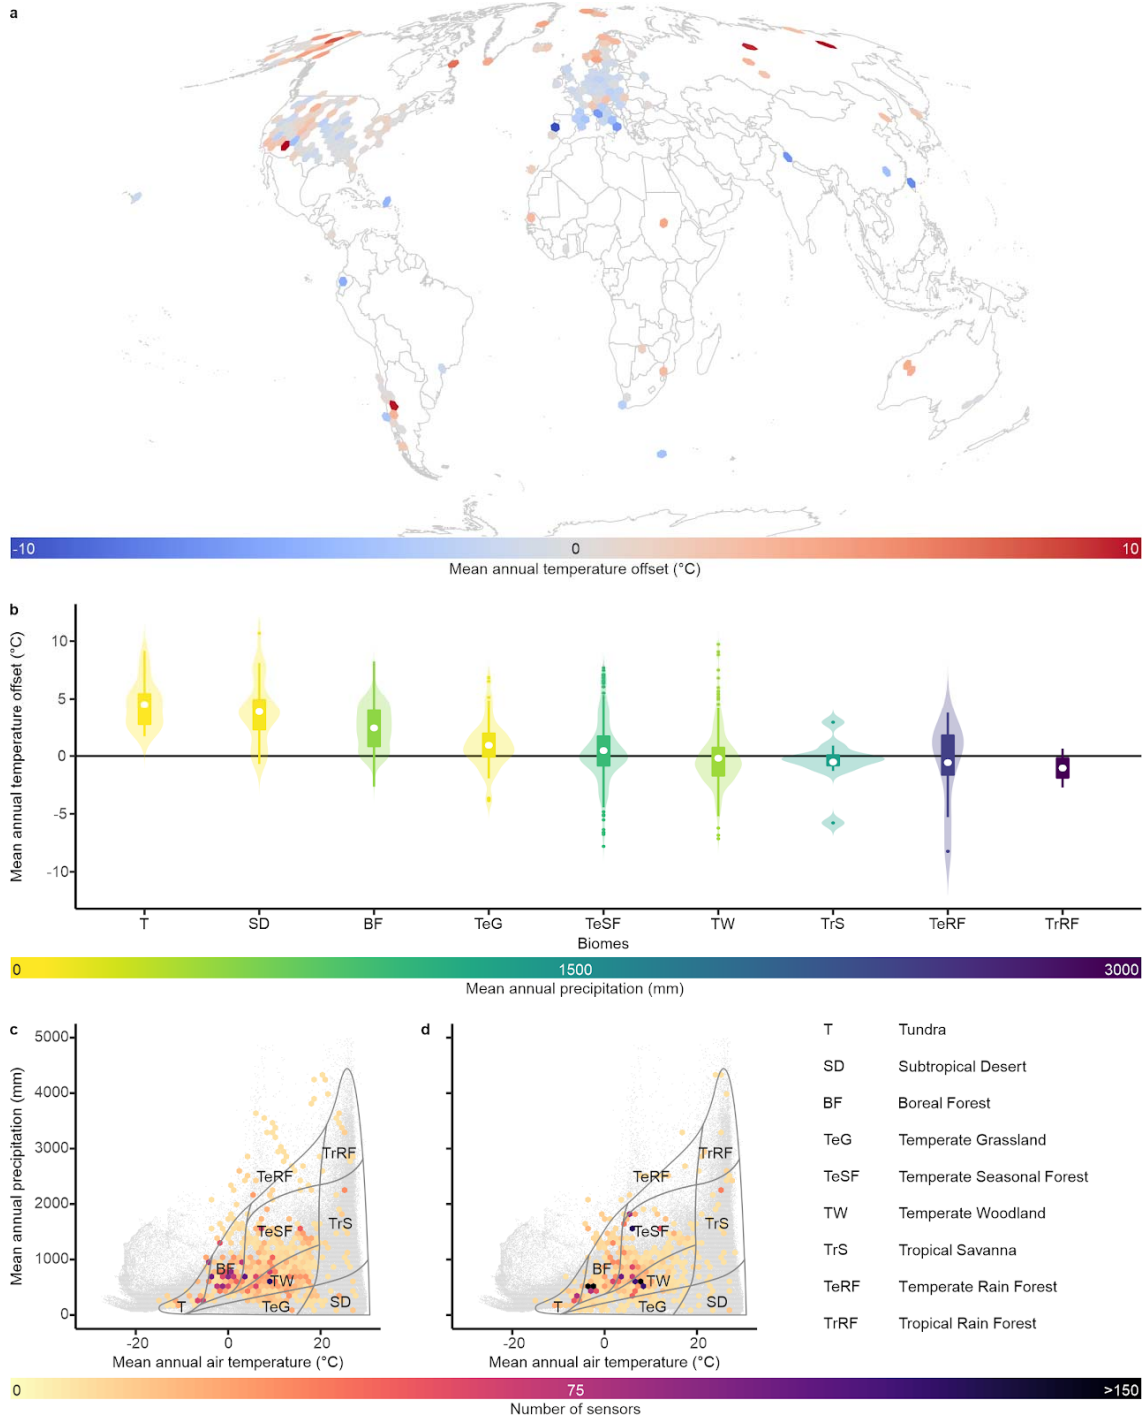 a
-10 0 10
Mean annual temperature offset (°C)
b
Mean annual temperature offset (°C)
10
5
0
-5
-10
T SD BF TeG TeSF TW TrS TeRF TrRF
Biomes
0 1500 3000
Mean annual precipitation (mm)
c
Mean annual precipitation (mm)
5000
4000
3000
2000
1000
0
TrRF
TeRF
TrS
TeSF
BF
TW
SD
T
TeG
-20 0 20
Mean annual air temperature (°C)
d
TrRF
TeRF
TrS
TeSF
BF
TW
SD
T
TeG
-20 0 20
Mean annual air temperature (°C)
T Tundra
SD Subtropical Desert
BF Boreal Forest
TeG Temperate Grassland
TeSF Temperate Seasonal Forest
TW Temperate Woodland
TrS Tropical Savanna
TeRF Temperate Rain Forest
TrRF Tropical Rain Forest
0 75 >150
Number of sensors